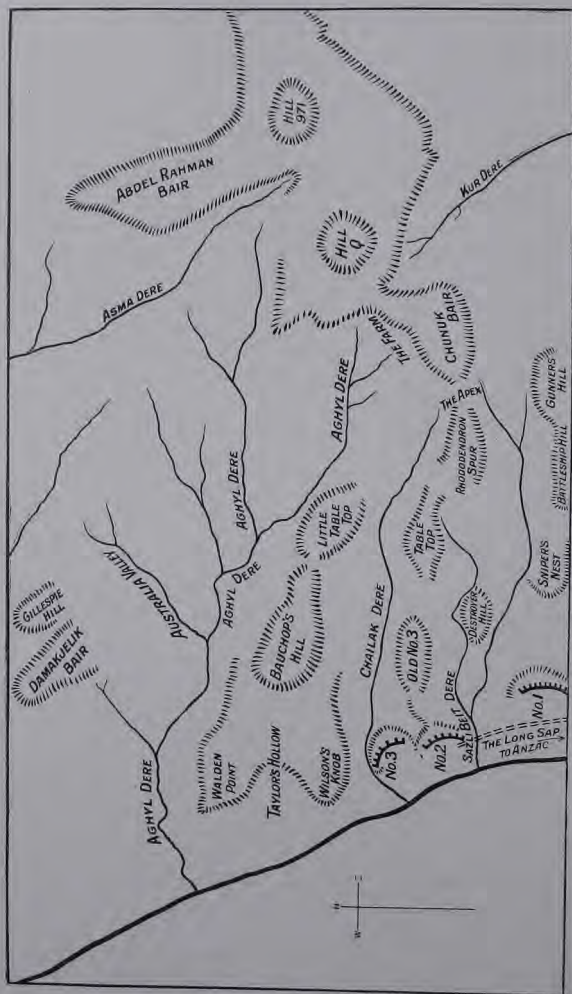 GILLESPIE
HILL
DAMAKJELIK
BAIR
ASMA DERE
ABDEL RAHMAN
BAIR
AUSTRALIA VALLEY
AGHYL DERE
AGHYL DERE
AGHYL DERE
AGHYL DERE
HILL
971
WALDEN
POINT
TAYLOR'S HOLLOW
WILSON'S
KNOB
BAUCHOP'S
HILL
LITTLE
TABLE
TOP
HILL
Q
THE FARM
CHAILAK DERE
N
W
No.3
OLD No.3
TABLE
TOP
No.2
RHODODENDRON
SPUR
THE APEX
CHUNUK
BAIR
KUR DERE
SAZLI BEIT DERE
DESTROYER
HILL
THE LONG SAP
TO ANZAC
No.1
SNIPER'S
NEST
BATTLESHIP HILL
GUNNERS'
HILL